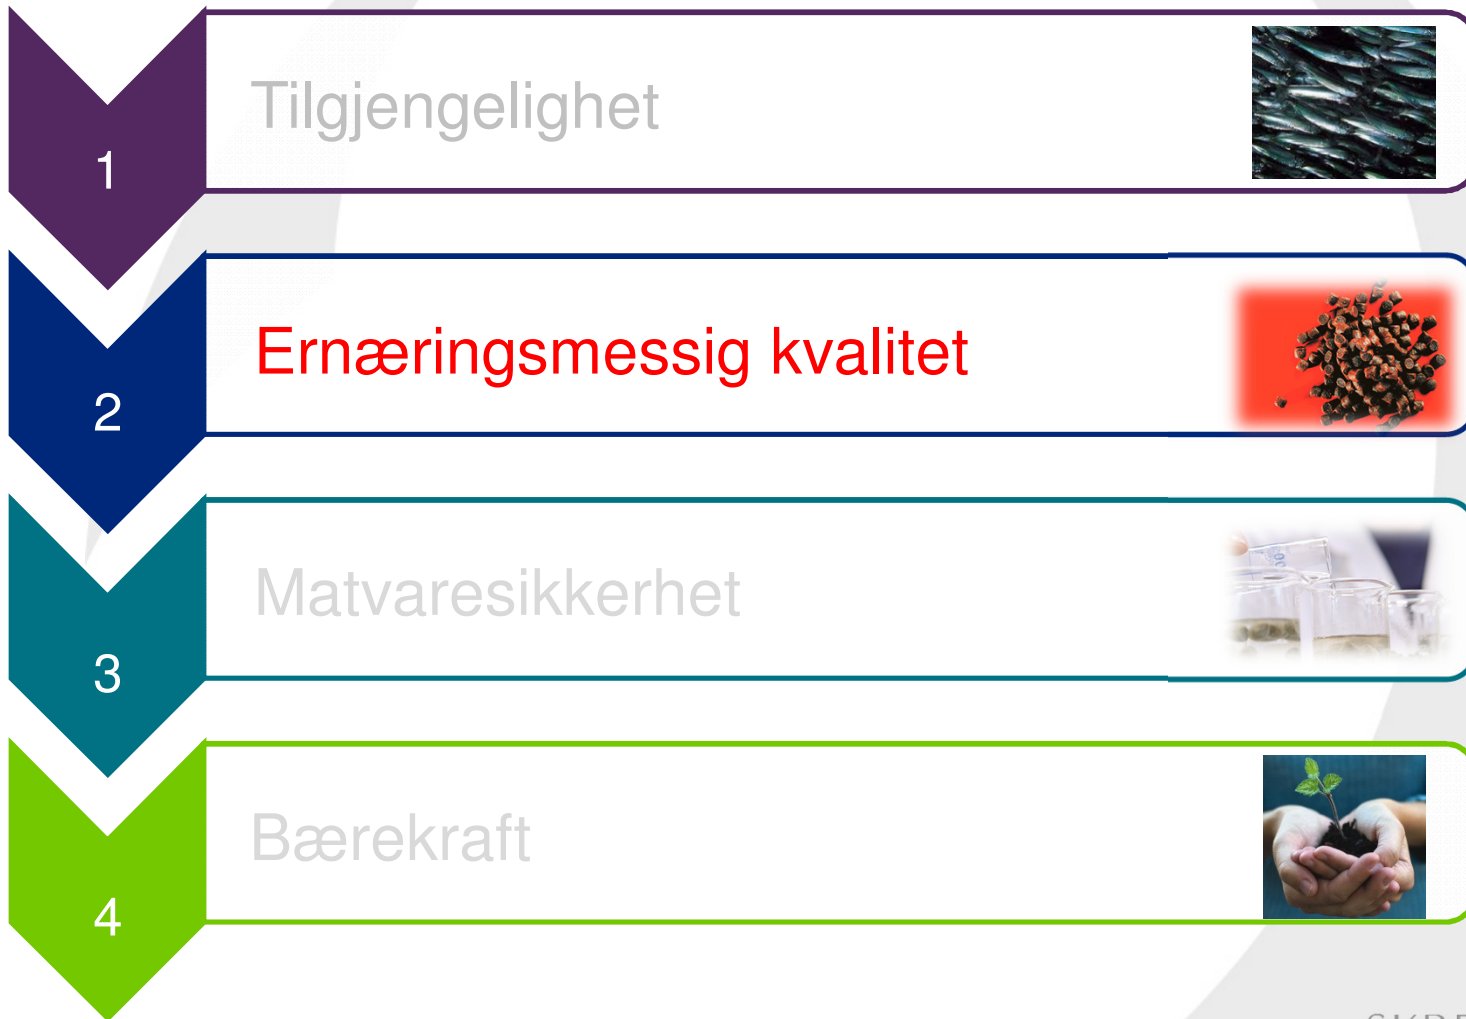 1
Tilgjengelighet
2
Ernæringsmessig kvalitet
3
Matvaresikkerhet
4
Bærekraft